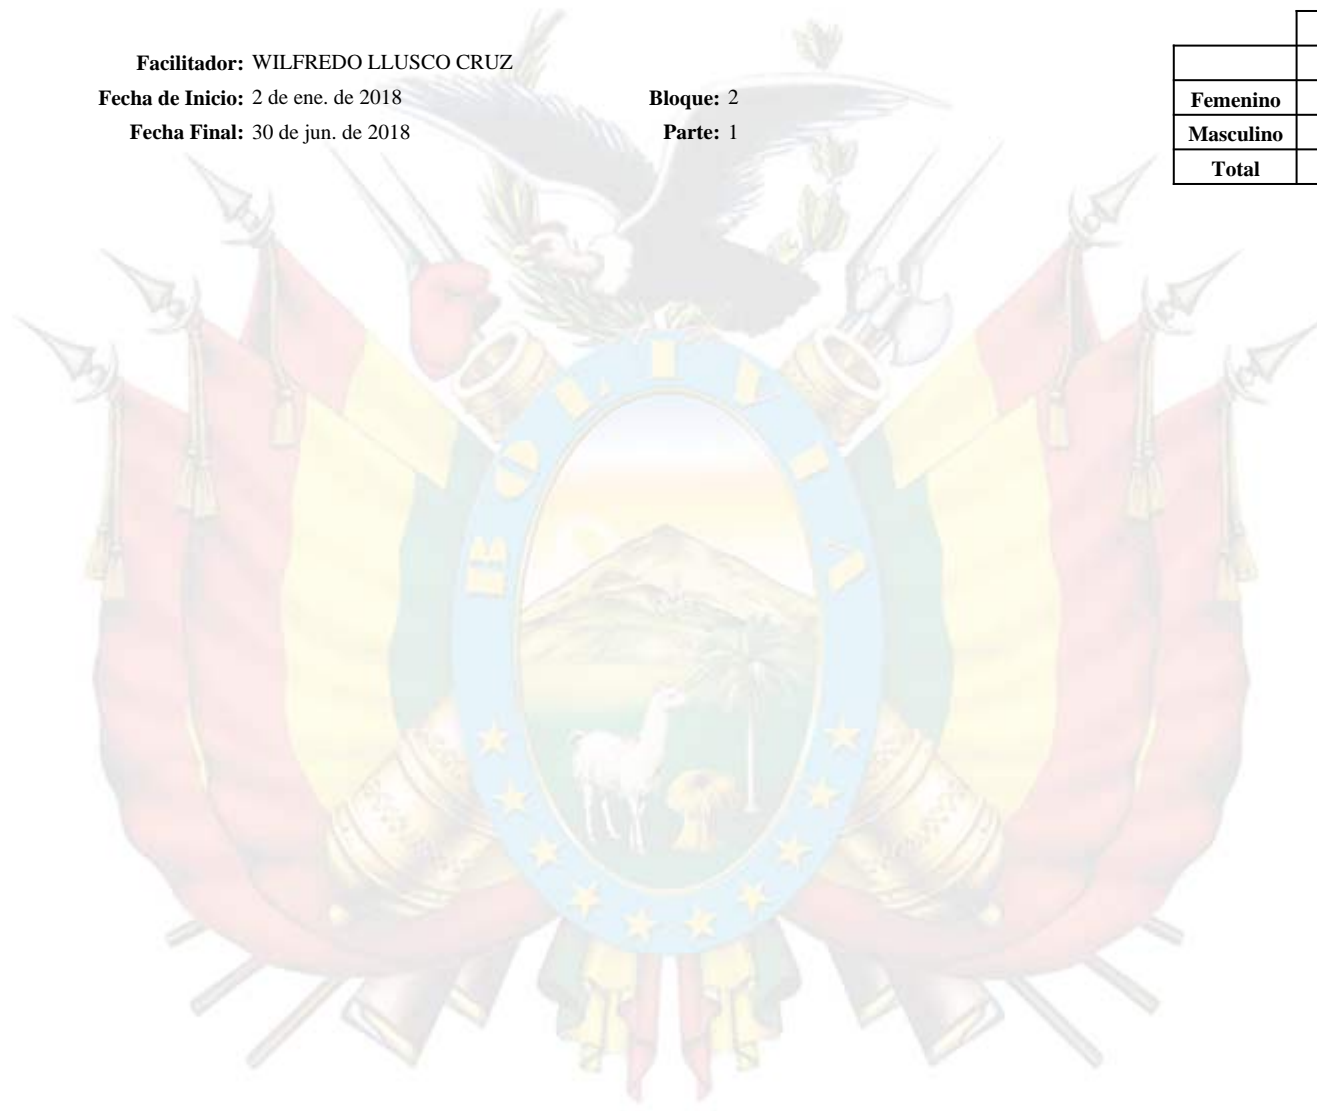 Facilitador: WILFREDO LLUSCO CRUZ
Fecha de Inicio: 2 de ene. de 2018 Bloque: 2
Fecha Final: 30 de jun. de 2018 Parte: 1
Femenino
Masculino
Total
BOLIVIA